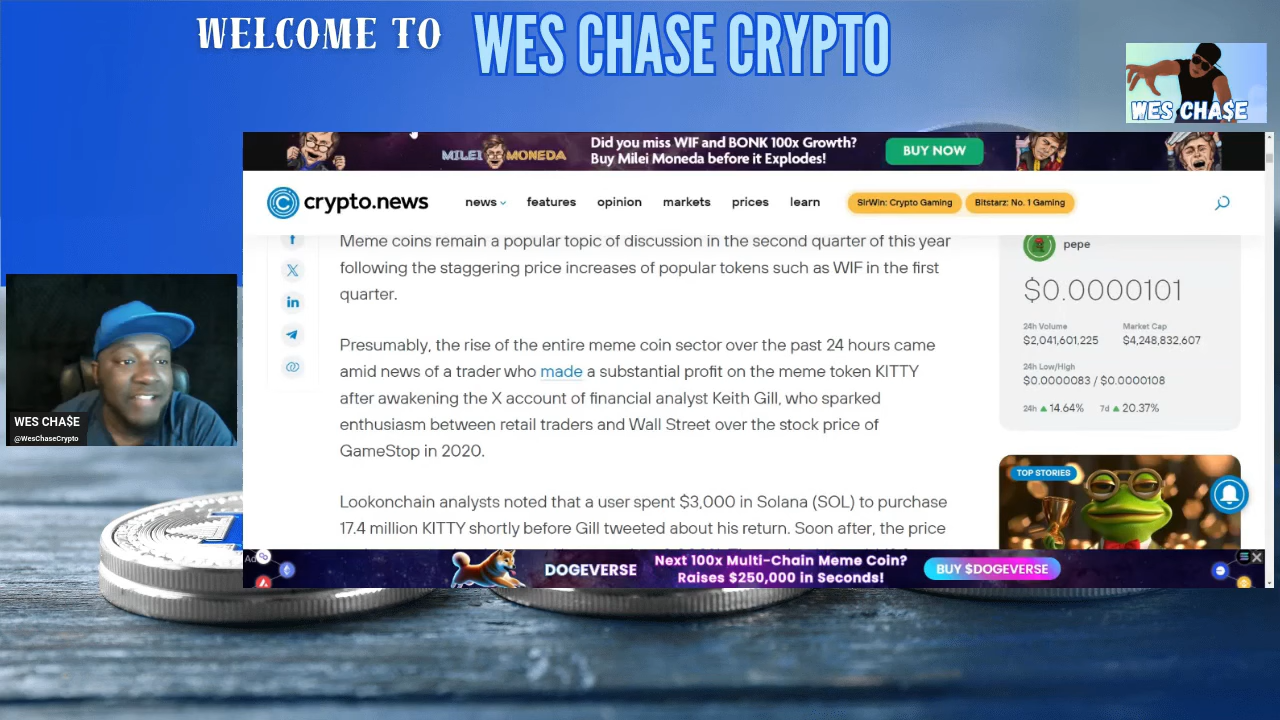 WELCOME TO WES CHASE CRYPTO
WES CHA$E
Did you miss WIF and BONK 100x Growth?
MILEI MONEDA
Buy Milei Moneda before it Explodes!
BUY NOW
crypto.news
news
features
opinion
markets
prices
learn
SirWin: Crypto Gaming
Bitstarz: No. 1 Gaming
Meme coins remain a popular topic of discussion in the second quarter of this year
following the staggering price increases of popular tokens such as WIF in the first
quarter.
Presumably, the rise of the entire meme coin sector over the past 24 hours came
amid news of a trader who made a substantial profit on the meme token KITTY
after awakening the X account of financial analyst Keith Gill, who sparked
enthusiasm between retail traders and Wall Street over the stock price of
GameStop in 2020.
Lookonchain analysts noted that a user spent $3,000 in Solana (SOL) to purchase
17.4 million KITTY shortly before Gill tweeted about his return. Soon after, the price
pepe
$0.0000101
24h Volume
Market Cap
$2,041,601,225
$4,248,832,607
24h Low/High
$0.0000083 / $0.0000108
24h ▲ 14.64%
7d ▲ 20.37%
TOP STORIES
WES CHA$E
@WesChaseCrypto
Ad
DOGEVERSE
Next 100x Multi-Chain Meme Coin?
Raises $250,000 in Seconds!
BUY $DOGEVERSE